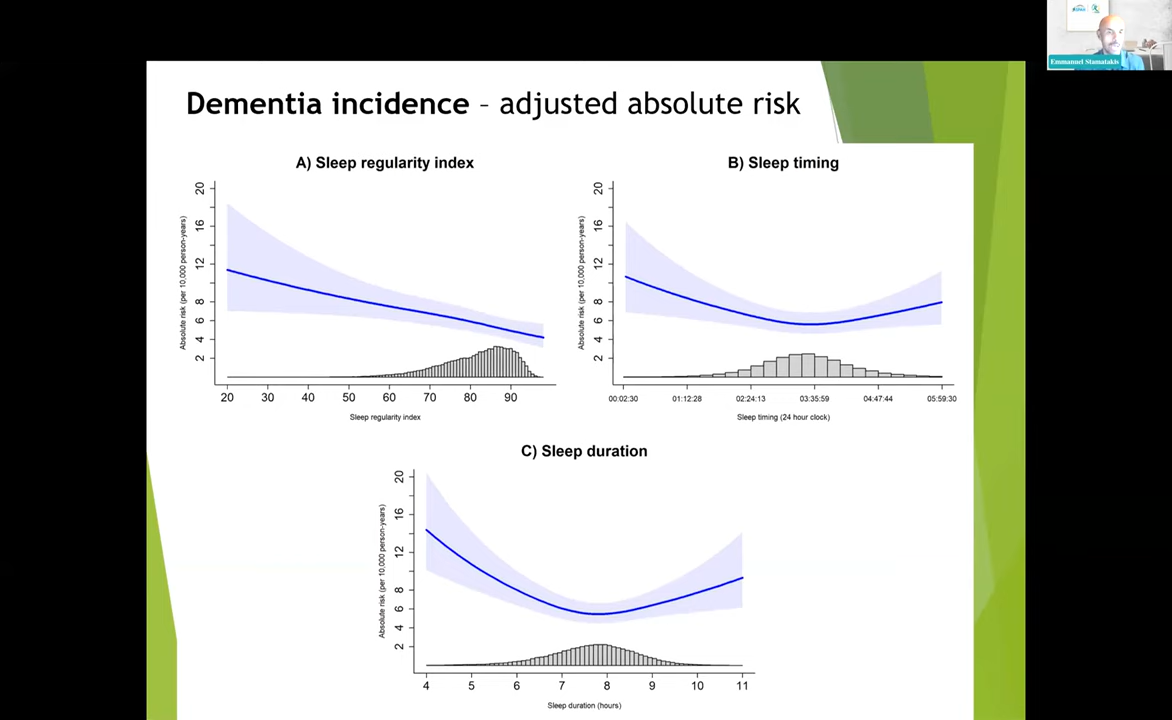 Emmanuel Stamatakis
Dementia incidence – adjusted absolute risk
A) Sleep regularity index
Absolute risk (per 10,000 person-years)
20
16
12
8
6
4
2
20 30 40 50 60 70 80 90
Sleep regularity index
B) Sleep timing
Absolute risk (per 10,000 person-years)
20
16
12
8
6
4
2
00:02:30 01:12:28 02:24:13 03:35:59 04:47:44 05:59:30
Sleep timing (24 hour clock)
C) Sleep duration
Absolute risk (per 10,000 person-years)
20
16
12
8
6
4
2
4 5 6 7 8 9 10 11
Sleep duration (hours)